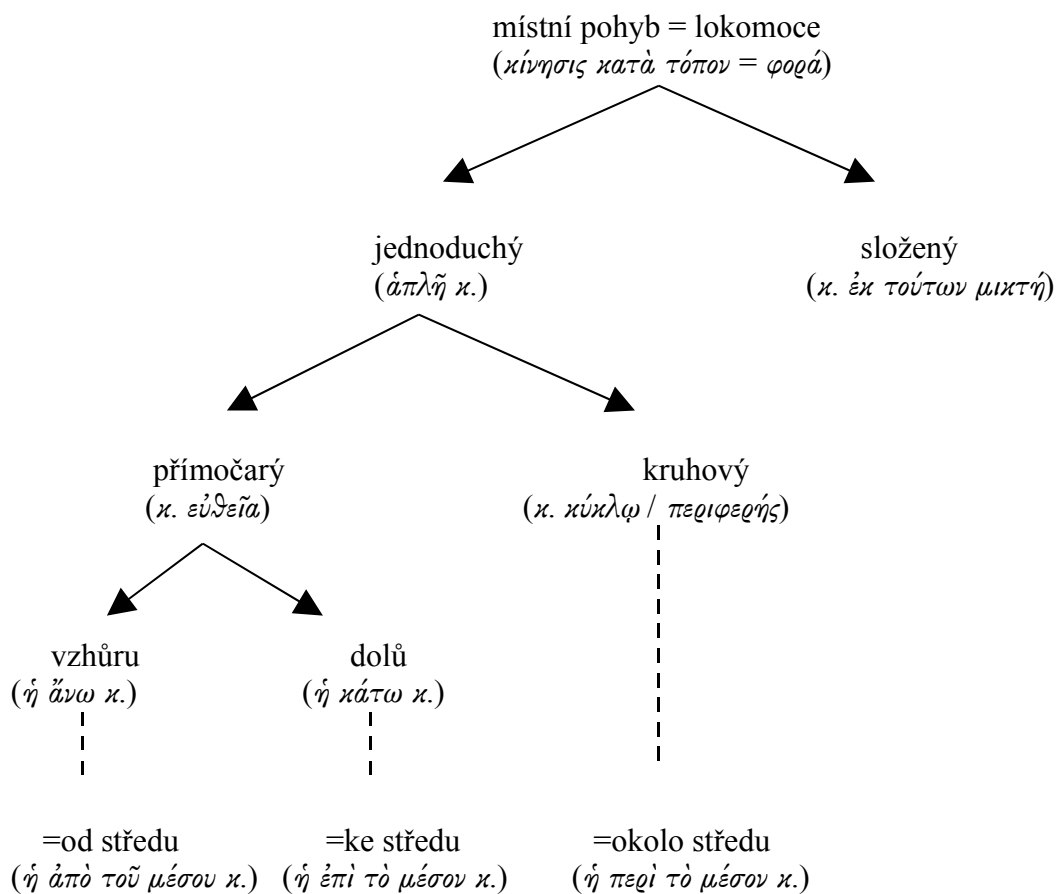 místní pohyb = lokomoce
(κίνησις κατὰ τόπον = φορά)
jednoduchý
(ἁπλῆ κ.)
složený
(κ. ἐκ τούτων μικτή)
přímočarý
(κ. εὐθεῖα)
kruhový
(κ. κύκλῳ / περιφερής)
vzhůru
(ἡ ἄνω κ.)
dolů
(ἡ κάτω κ.)
=od středu
(ἡ ἀπὸ τοῦ μέσου κ.)
=ke středu
(ἡ ἐπὶ τὸ μέσον κ.)
=okolo středu
(ἡ περὶ τὸ μέσον κ.)